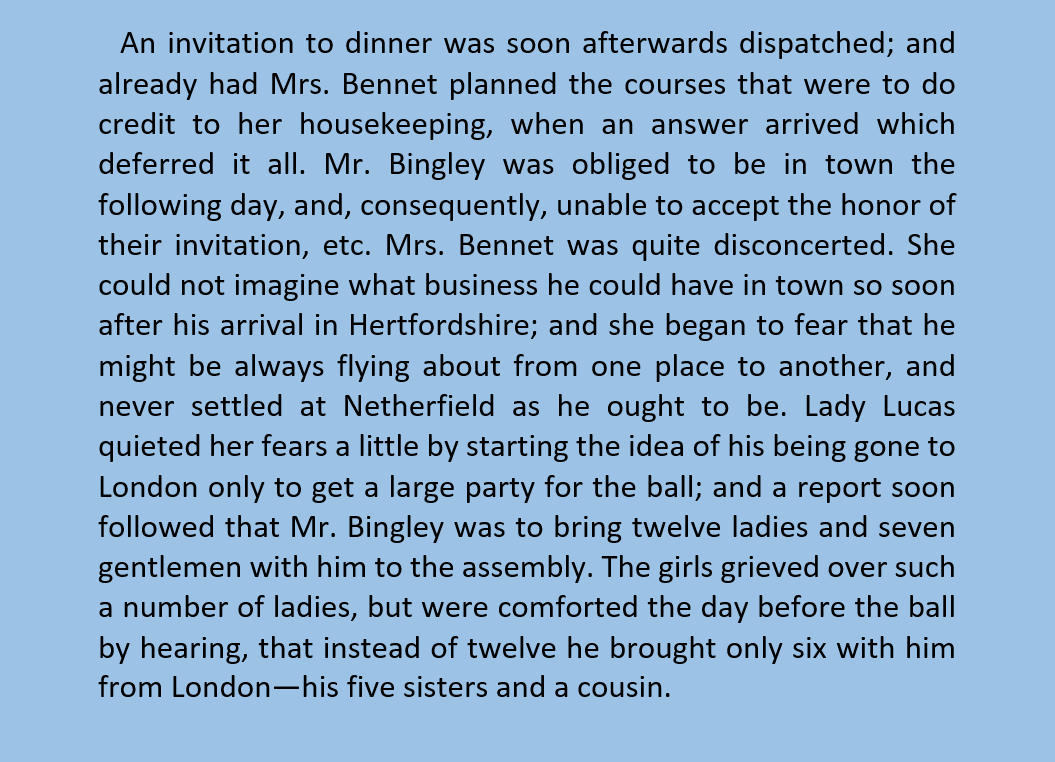 An invitation to dinner was soon afterwards dispatched; and
already had Mrs. Bennet planned the courses that were to do
credit to her housekeeping, when an answer arrived which
deferred it all. Mr. Bingley was obliged to be in town the
following day, and, consequently, unable to accept the honor of
their invitation, etc. Mrs. Bennet was quite disconcerted. She
could not imagine what business he could have in town so soon
after his arrival in Hertfordshire; and she began to fear that he
might be always flying about from one place to another, and
never settled at Netherfield as he ought to be. Lady Lucas
quieted her fears a little by starting the idea of his being gone to
London only to get a large party for the ball; and a report soon
followed that Mr. Bingley was to bring twelve ladies and seven
gentlemen with him to the assembly. The girls grieved over such
a number of ladies, but were comforted the day before the ball
by hearing, that instead of twelve he brought only six with him
from London—his five sisters and a cousin.